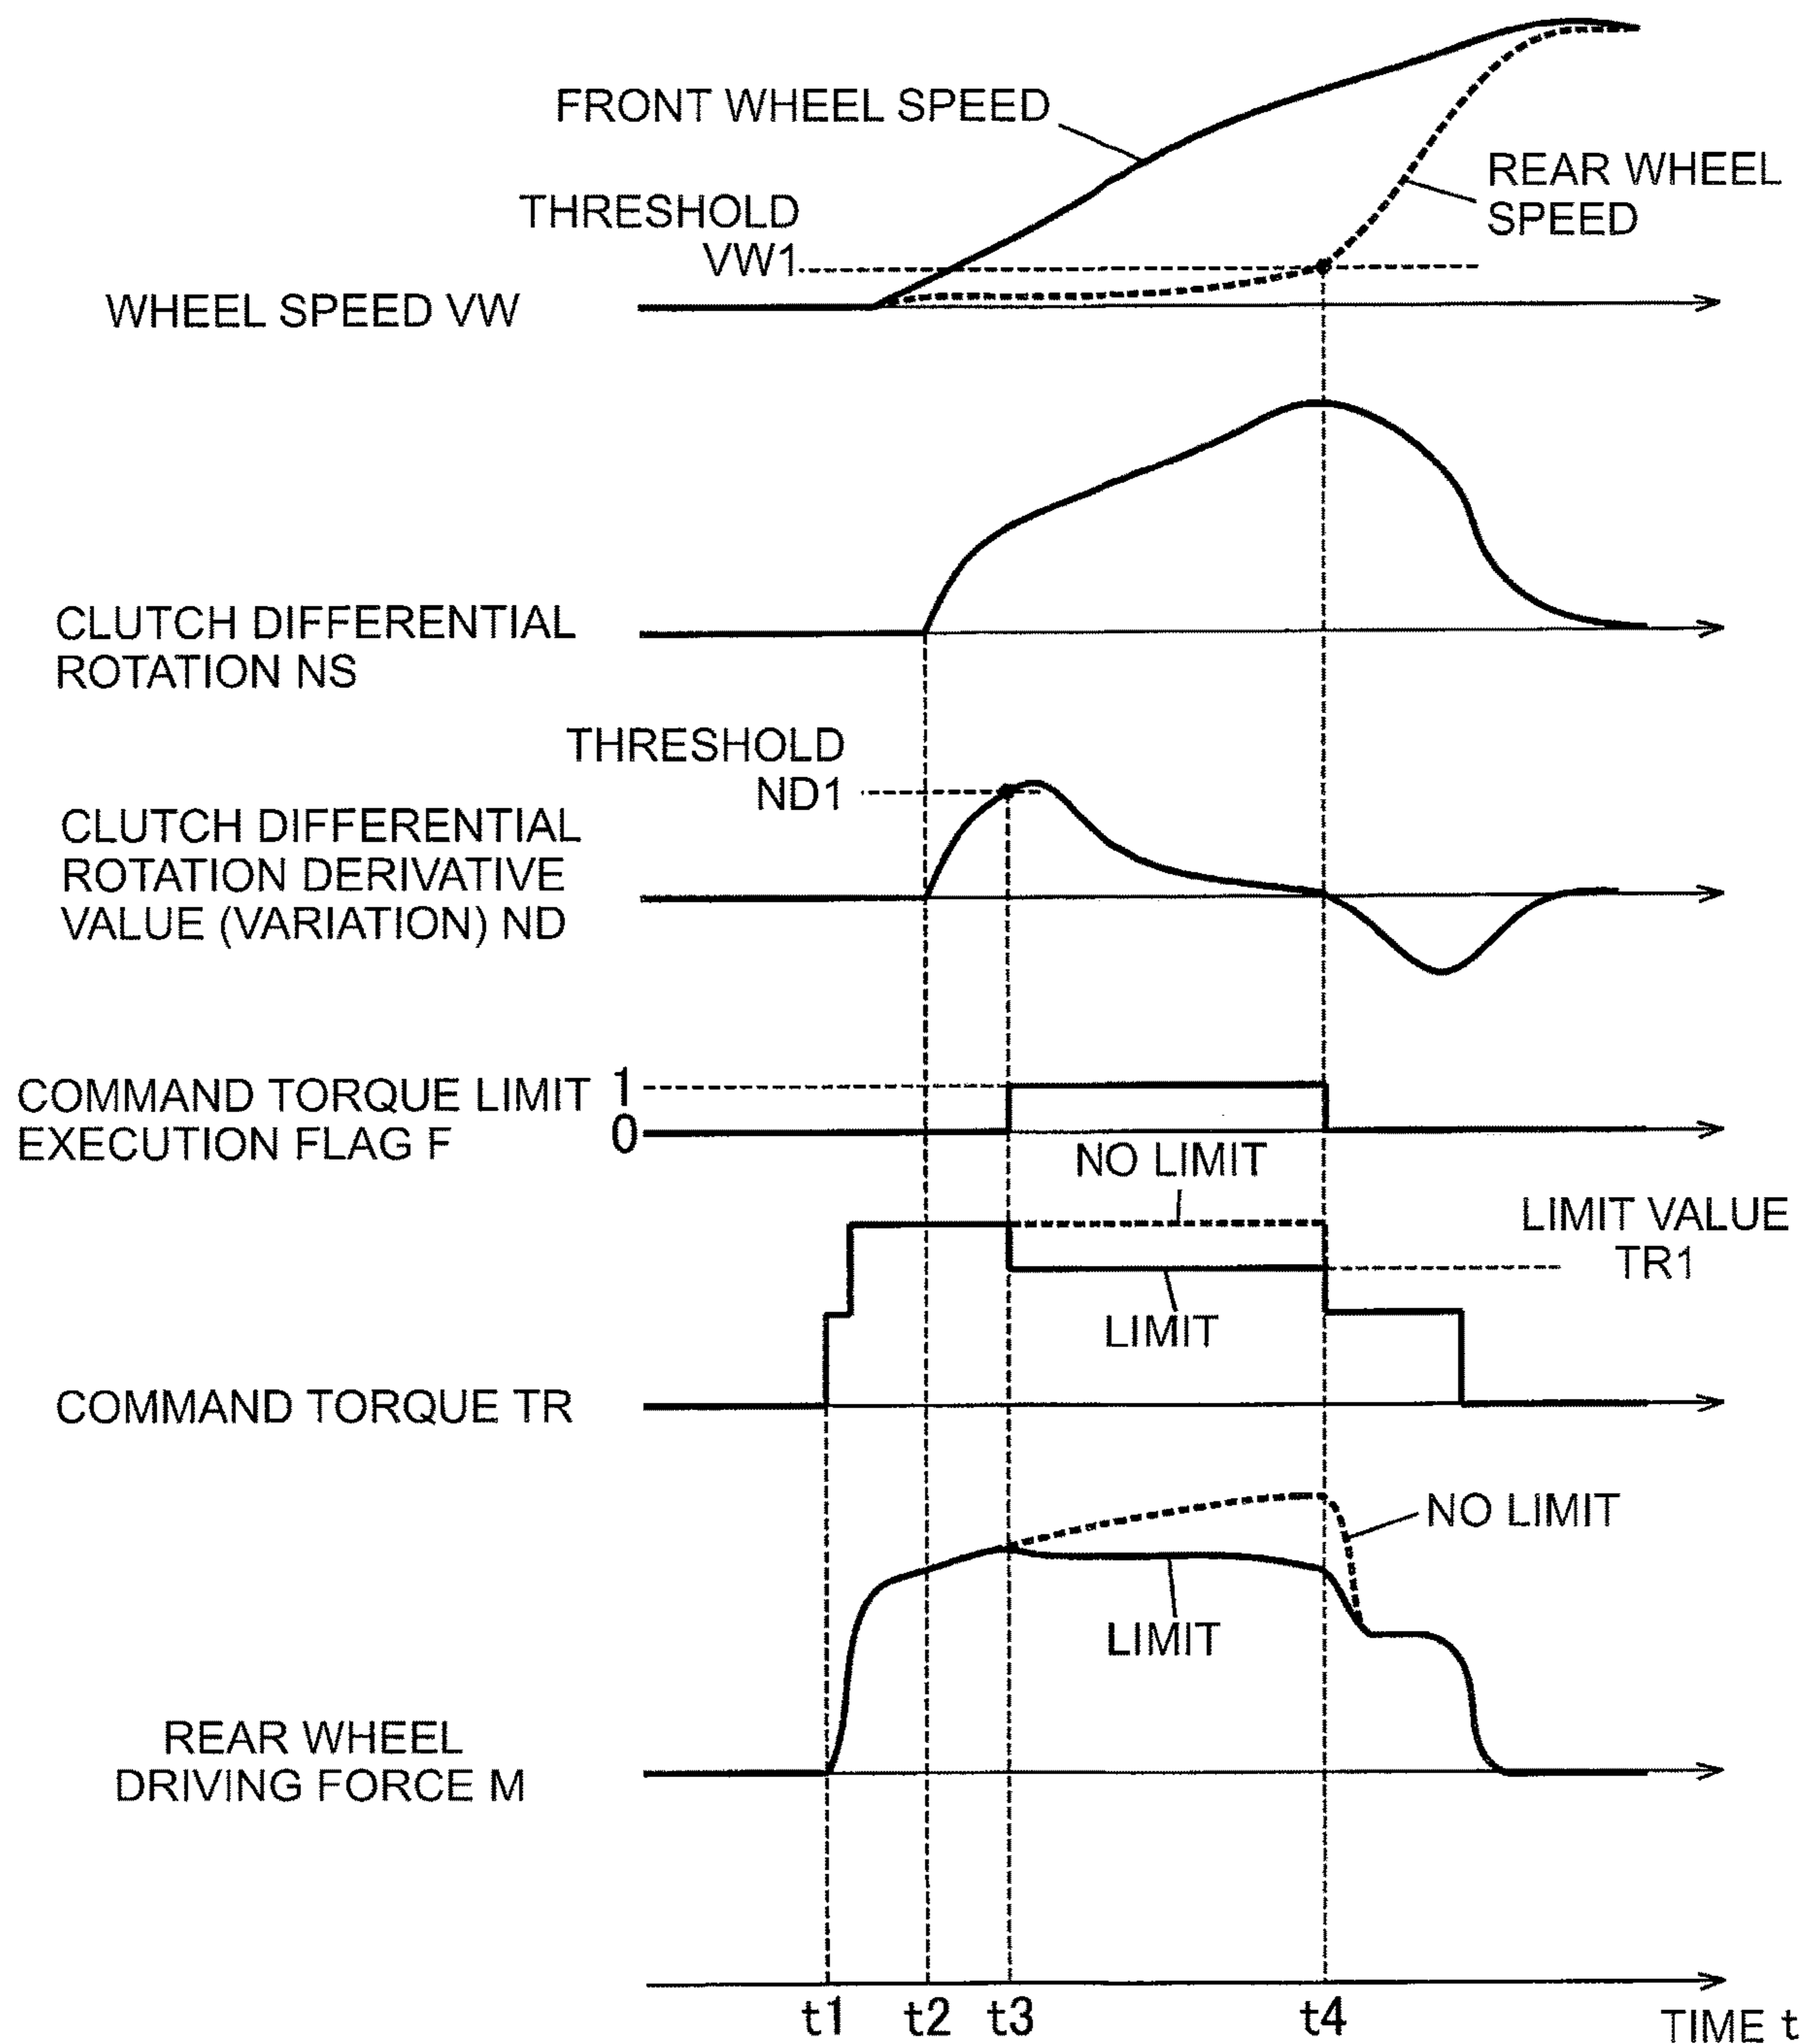 FRONT WHEEL SPEED
REAR WHEEL
SPEED
THRESHOLD
VW1
WHEEL SPEED VW
CLUTCH DIFFERENTIAL
ROTATION NS
THRESHOLD
ND1
CLUTCH DIFFERENTIAL
ROTATION DERIVATIVE
VALUE (VARIATION) ND
COMMAND TORQUE LIMIT
EXECUTION FLAG F
1
0
NO LIMIT
LIMIT VALUE
TR1
LIMIT
COMMAND TORQUE TR
NO LIMIT
LIMIT
REAR WHEEL
DRIVING FORCE M
t1 t2 t3 t4
TIME t